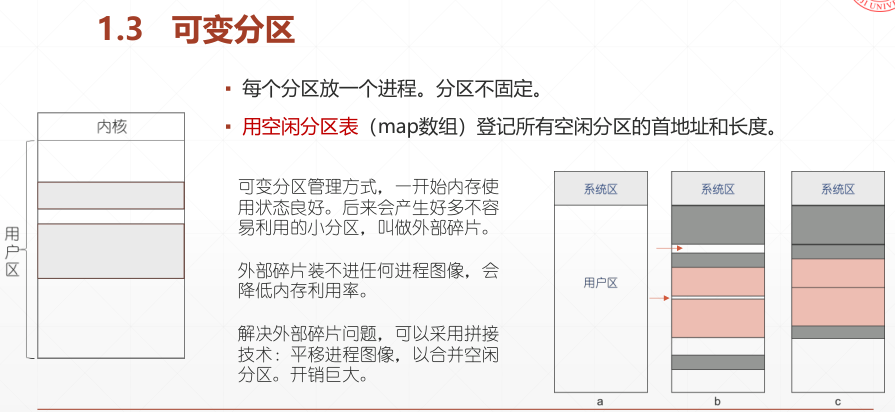 1.3 可变分区
▪ 每个分区放一个进程。分区不固定。
▪ 用空闲分区表（map数组）登记所有空闲分区的首地址和长度。
内核
用户区
可变分区管理方式，一开始内存使
用状态良好。后来会产生好多不容
易利用的小分区，叫做外部碎片。
外部碎片装不进任何进程图像，会
降低内存利用率。
解决外部碎片问题，可以采用拼接
技术：平移进程图像，以合并空闲
分区。开销巨大。
系统区
用户区
a
系统区
b
系统区
c